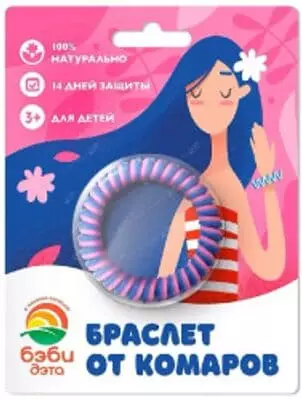 100%
НАТУРАЛЬНО
14 ДНЕЙ ЗАЩИТЫ
3+
ДЛЯ ДЕТЕЙ
бэби
дэта
БРАСЛЕТ
ОТ КОМАРОВ